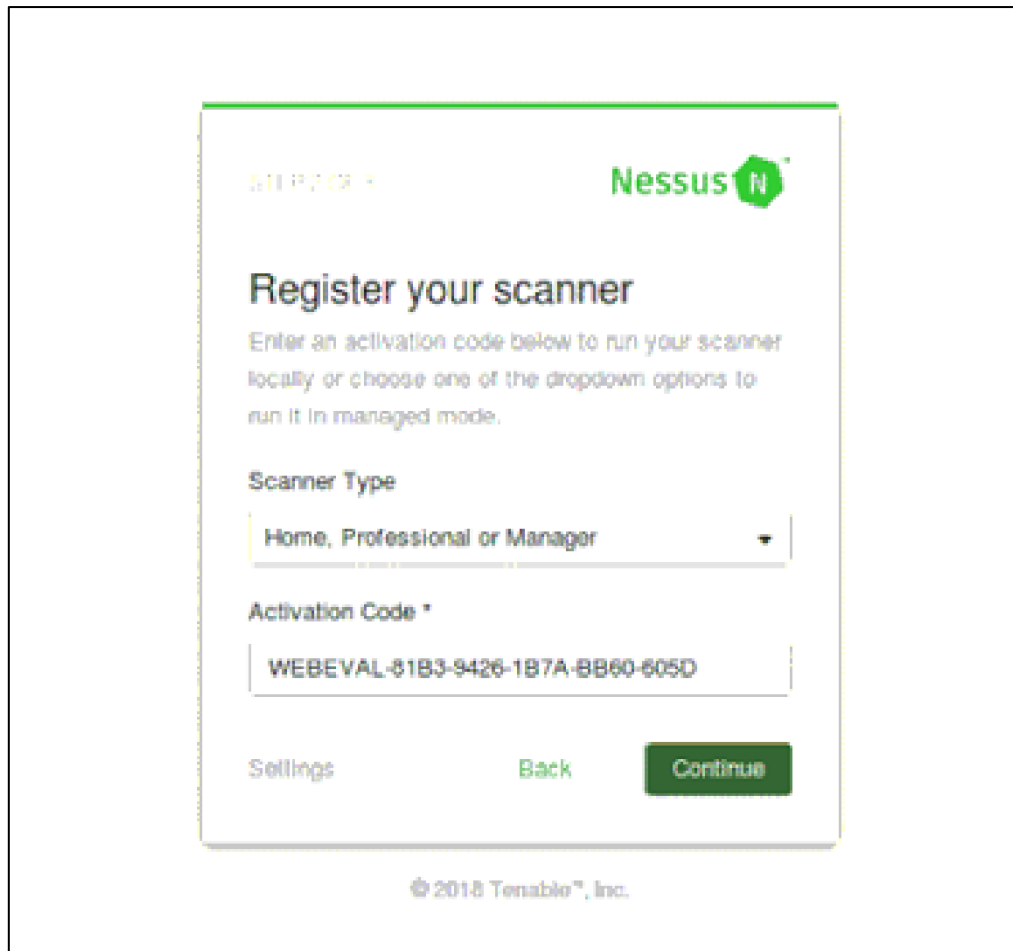 Nessus N
Register your scanner
Enter an activation code below to run your scanner
locally or choose one of the dropdown options to
run it in managed mode.
Scanner Type
Home, Professional or Manager
Activation Code *
WEBEVAL-81B3-9426-1B7A-BB60-605D
Settings Back Continue
© 2018 Tenable™, Inc.